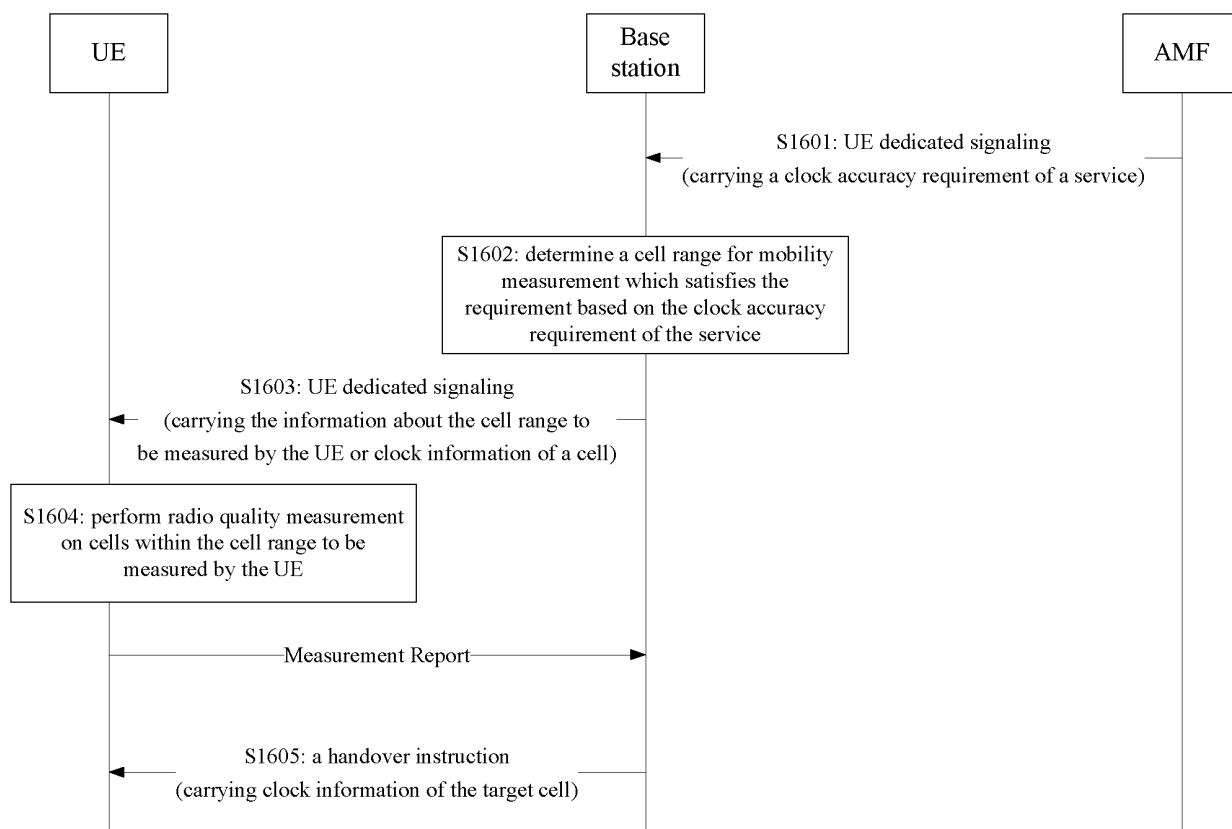 UE
Base
station
AMF
S1601: UE dedicated signaling
(carrying a clock accuracy requirement of a service)
S1602: determine a cell range for mobility
measurement which satisfies the
requirement based on the clock accuracy
requirement of the service
S1603: UE dedicated signaling
(carrying the information about the cell range to
be measured by the UE or clock information of a cell)
S1604: perform radio quality measurement
on cells within the cell range to be
measured by the UE
Measurement Report
S1605: a handover instruction
(carrying clock information of the target cell)